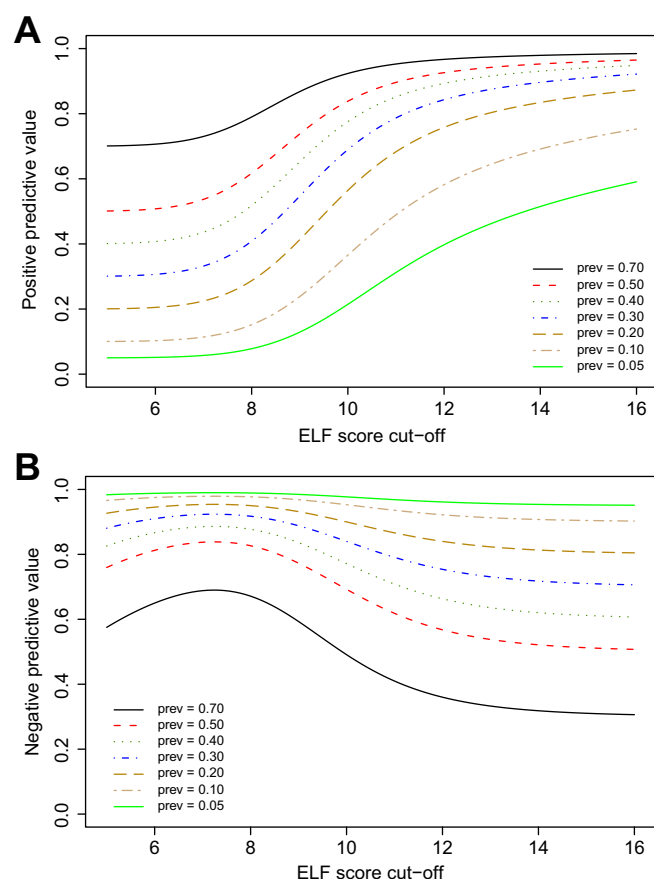 A
Positive predictive value
1.0
0.8
0.6
0.4
0.2
0.0
prev = 0.70
prev = 0.50
prev = 0.40
prev = 0.30
prev = 0.20
prev = 0.10
prev = 0.05
6 8 10 12 14 16
ELF score cut−off
B
Negative predictive value
1.0
0.8
0.6
0.4
0.2
0.0
prev = 0.70
prev = 0.50
prev = 0.40
prev = 0.30
prev = 0.20
prev = 0.10
prev = 0.05
6 8 10 12 14 16
ELF score cut−off